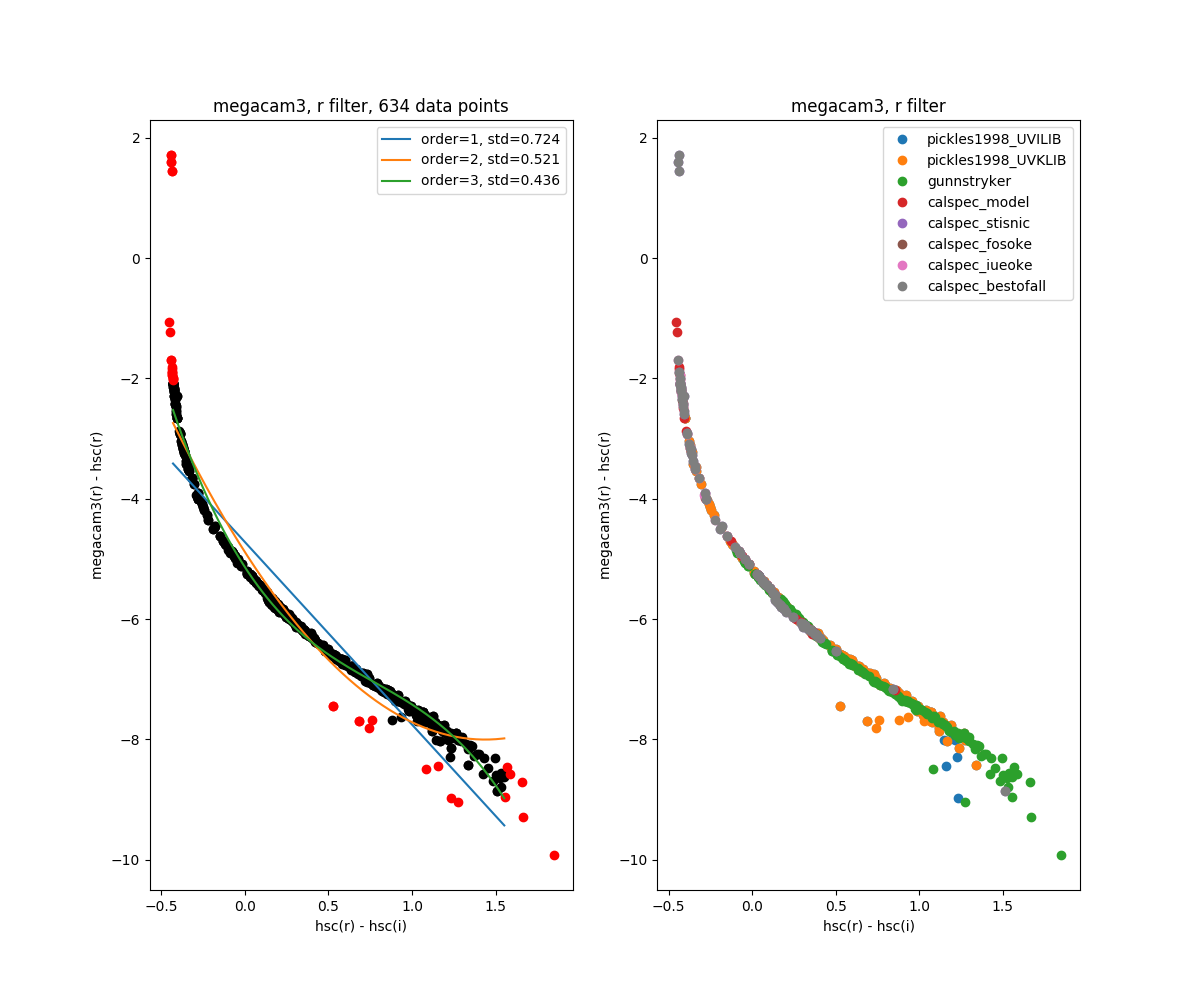 megacam3, r filter, 634 data points
order=1, std=0.724
order=2, std=0.521
order=3, std=0.436
2
0
−2
−4
−6
−8
−10
megacam3(r) - hsc(r)
−0.5
0.0
0.5
1.0
1.5
hsc(r) - hsc(i)
megacam3, r filter
pickles1998_UVILIB
pickles1998_UVKLIB
gunnstryker
calspec_model
calspec_stisnic
calspec_fosoke
calspec_iueoke
calspec_bestofall
2
0
−2
−4
−6
−8
−10
megacam3(r) - hsc(r)
−0.5
0.0
0.5
1.0
1.5
hsc(r) - hsc(i)